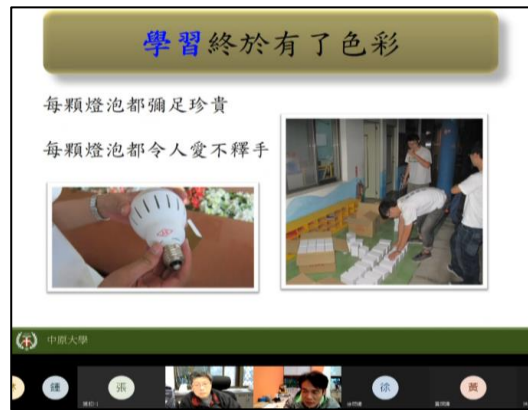 學習終於有了色彩
每顆燈泡都彌足珍貴
每顆燈泡都令人愛不釋手
中原大學
鍾
張
徐
黃